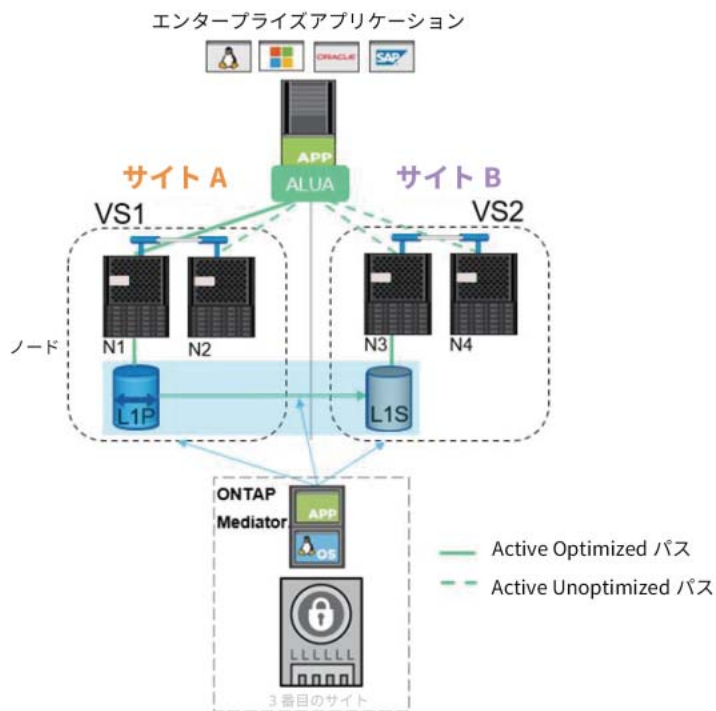 エンタープライズアプリケーション
ORACLE
SAP
APP
ALUA
サイト A
サイト B
VS1
VS2
N1
N2
N3
N4
ノード
L1P
L1S
ONTAP
Mediator
APP
OS
LLLLLL
3 番目のサイト
Active Optimized パス
Active Unoptimized パス